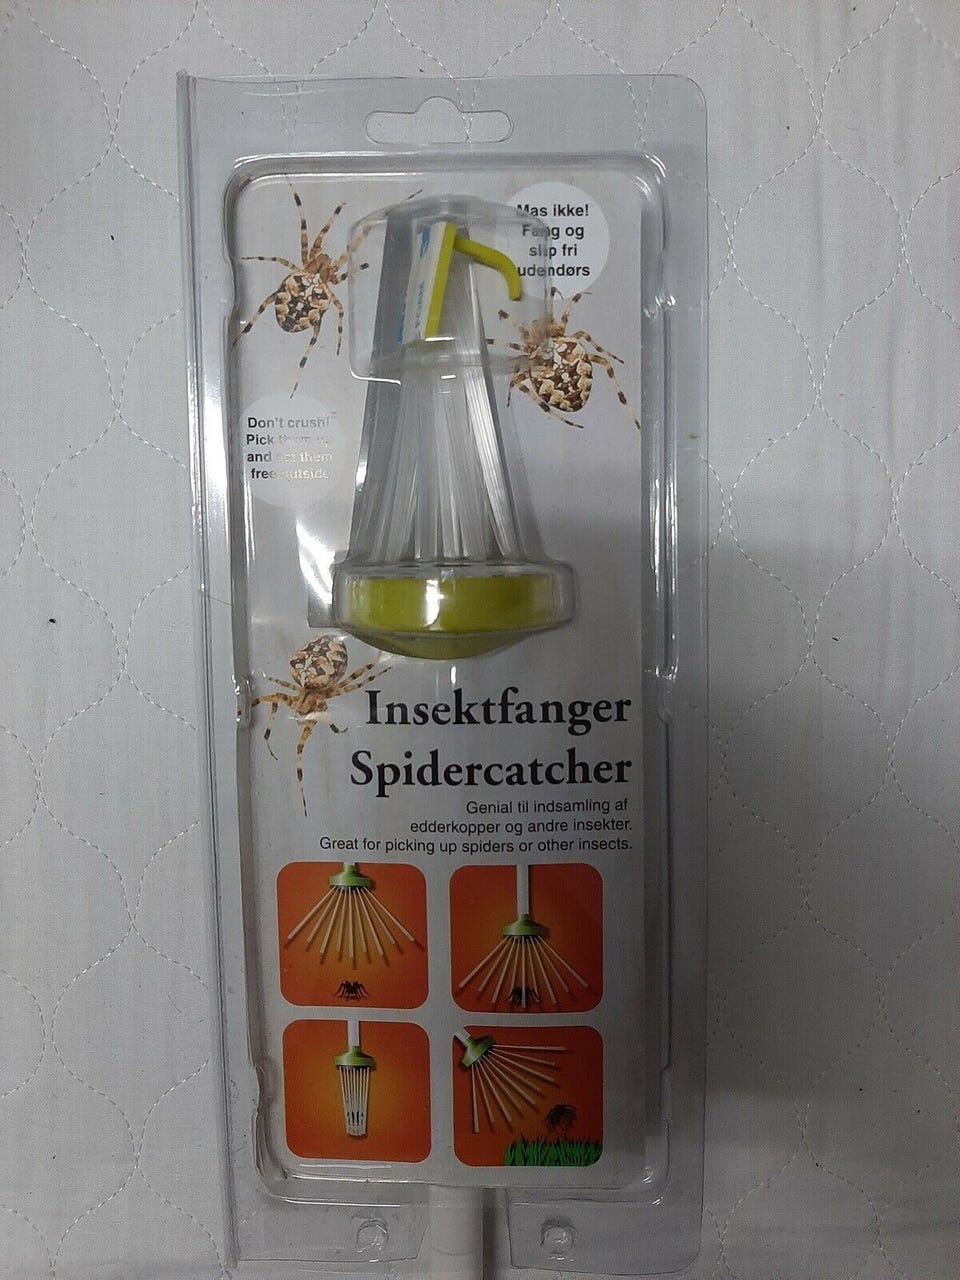 Mas ikke!
Fang og
slip fri
udendørs
Don't crush!
Pick them up
and set them
free outside
Insektfanger
Spidercatcher
Genial til indsamling af
edderkopper og andre insekter.
Great for picking up spiders or other insects.